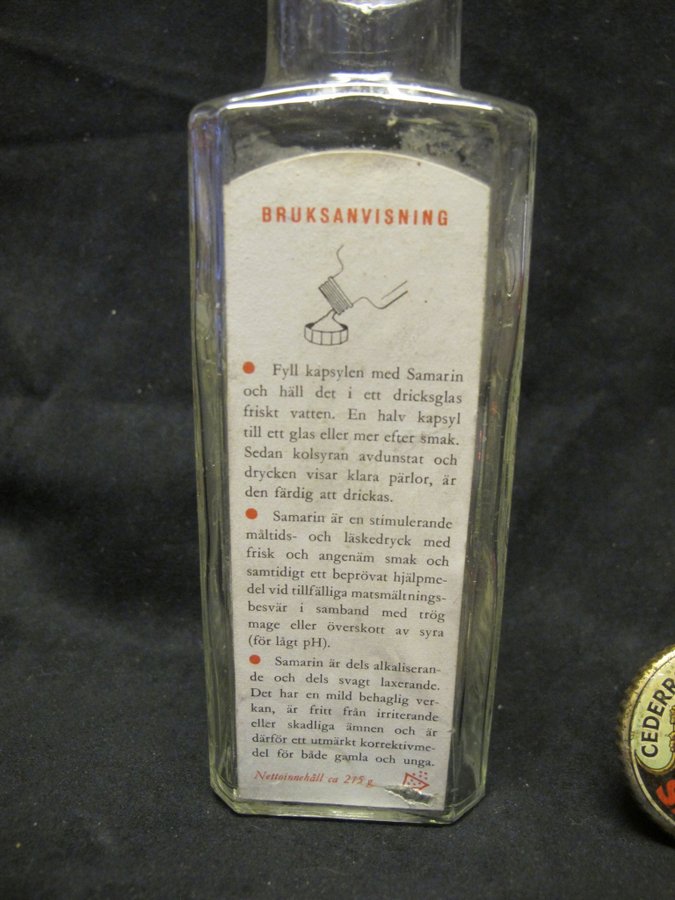 BRUKSANVISNING
Fyll kapsylen med Samarin
och häll det i ett dricksglas
friskt vatten. En halv kapsyl
till ett glas eller mer efter smak.
Sedan kolsyran avdunstat och
drycken visar klara pärlor, är
den färdig att drickas.
Samarin är en stimulerande
måltids- och läskedryck med
frisk och angenäm smak och
samtidigt ett beprövat hjälpme-
del vid tillfälliga matsmältnings-
besvär i samband med trög
mage eller överskott av syra
(för lågt pH).
Samarin är dels alkaliseran-
de och dels svagt laxerande.
Det har en mild behaglig ver-
kan, är fritt från irriterande
eller skadliga ämnen och är
därför ett utmärkt korrektivme-
del för både gamla och unga.
Nettoinnehåll ca 215 g
CEDERR
S